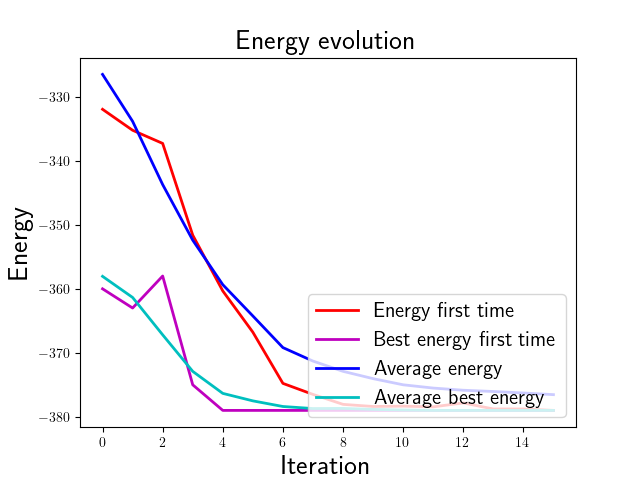 Energy evolution
Energy
−330
−340
−350
−360
−370
−380
Energy first time
Best energy first time
Average energy
Average best energy
0 2 4 6 8 10 12 14
Iteration